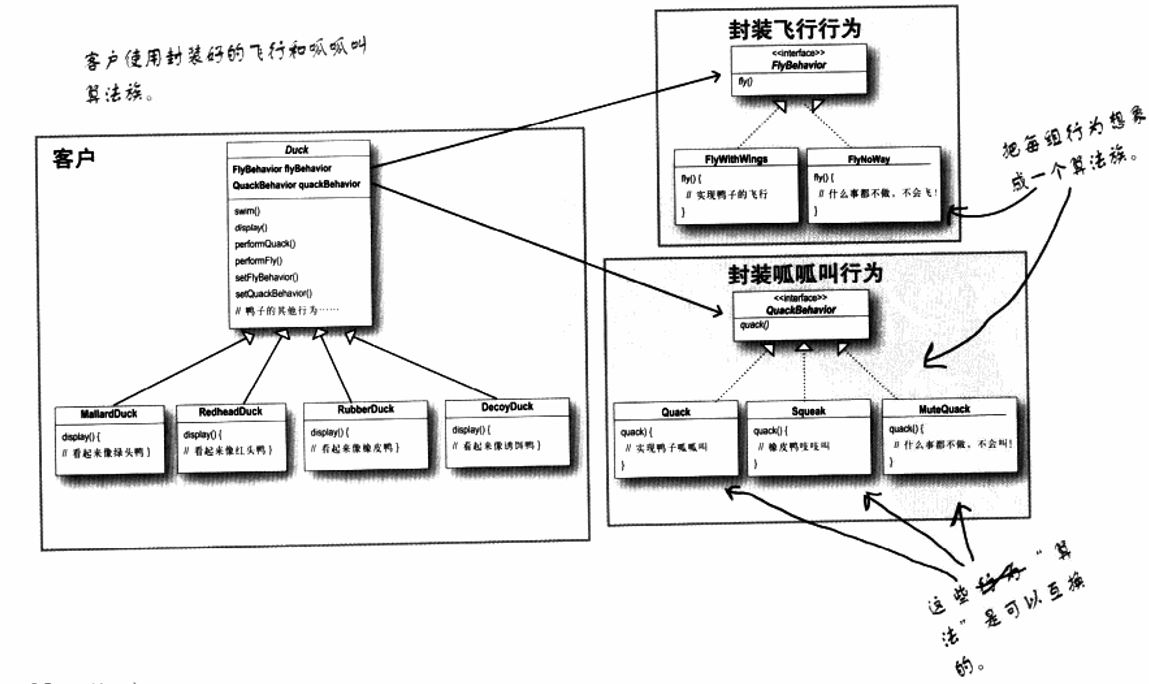 客户使用封装好的飞行和呱呱叫
算法族。
客户
Duck
FlyBehavior flyBehavior
QuackBehavior quackBehavior
swim()
display()
performQuack()
performFly()
setFlyBehavior()
setQuackBehavior()
// 鸭子的其他行为……
MallardDuck
display() {
// 看起来像绿头鸭 }
RedheadDuck
display() {
// 看起来像红头鸭 }
RubberDuck
display() {
// 看起来像橡皮鸭 }
DecoyDuck
display() {
// 看起来像诱饵鸭 }
封装飞行行为
<<interface>>
FlyBehavior
fly()
FlyWithWings
fly() {
// 实现鸭子的飞行
}
FlyNoWay
fly() {
// 什么事都不做，不会飞！
}
把每组行为想象
成一个算法族。
封装呱呱叫行为
<<interface>>
QuackBehavior
quack()
Quack
quack) {
// 实现鸭子呱呱叫
}
Squeak
quack() {
// 橡皮鸭吱吱叫
}
MuteQuack
quack() {
// 什么事都不做，不会叫！
}
这些行为“算
法”是可以互换
的。